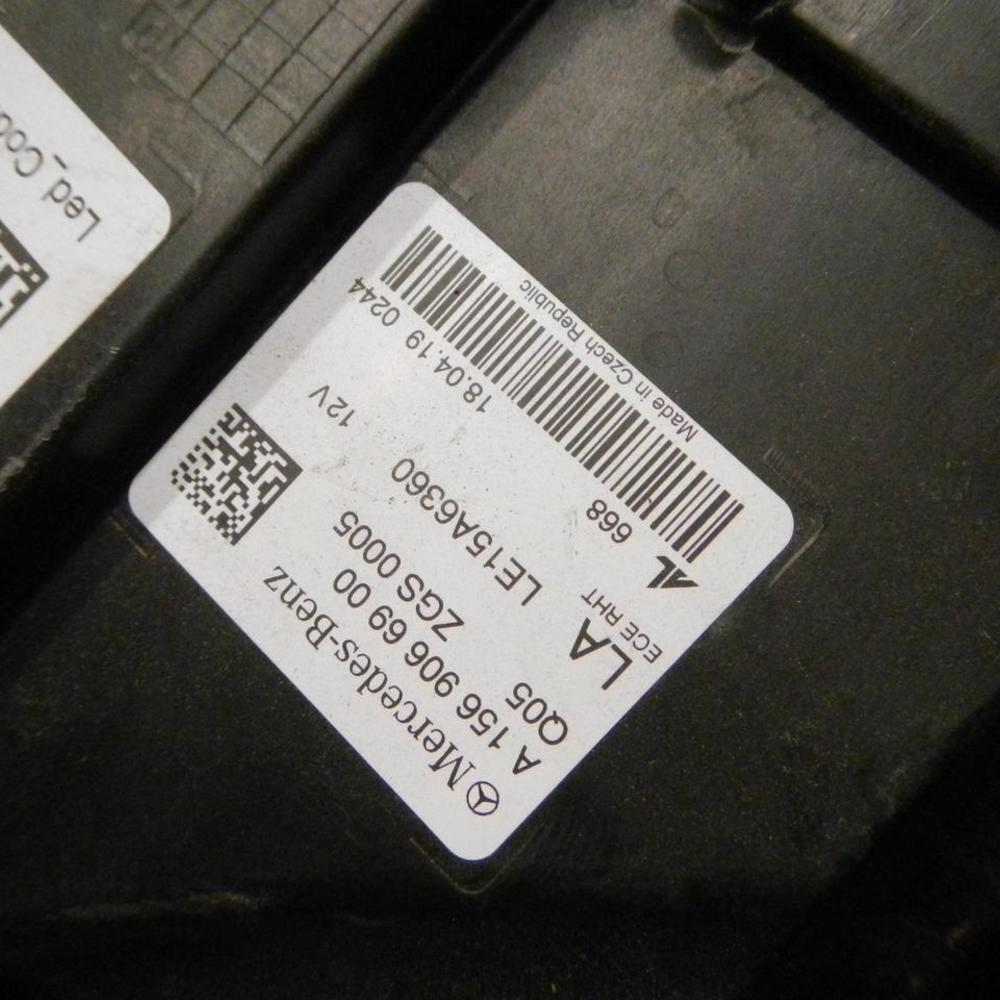 Mercedes-Benz
A 156 906 69 00
Q05 ZGS 0005
LA LE15A6360 12V
ECE RHT
AL 668 18.04.19 0244
Made in Czech Republic
Led_Cod